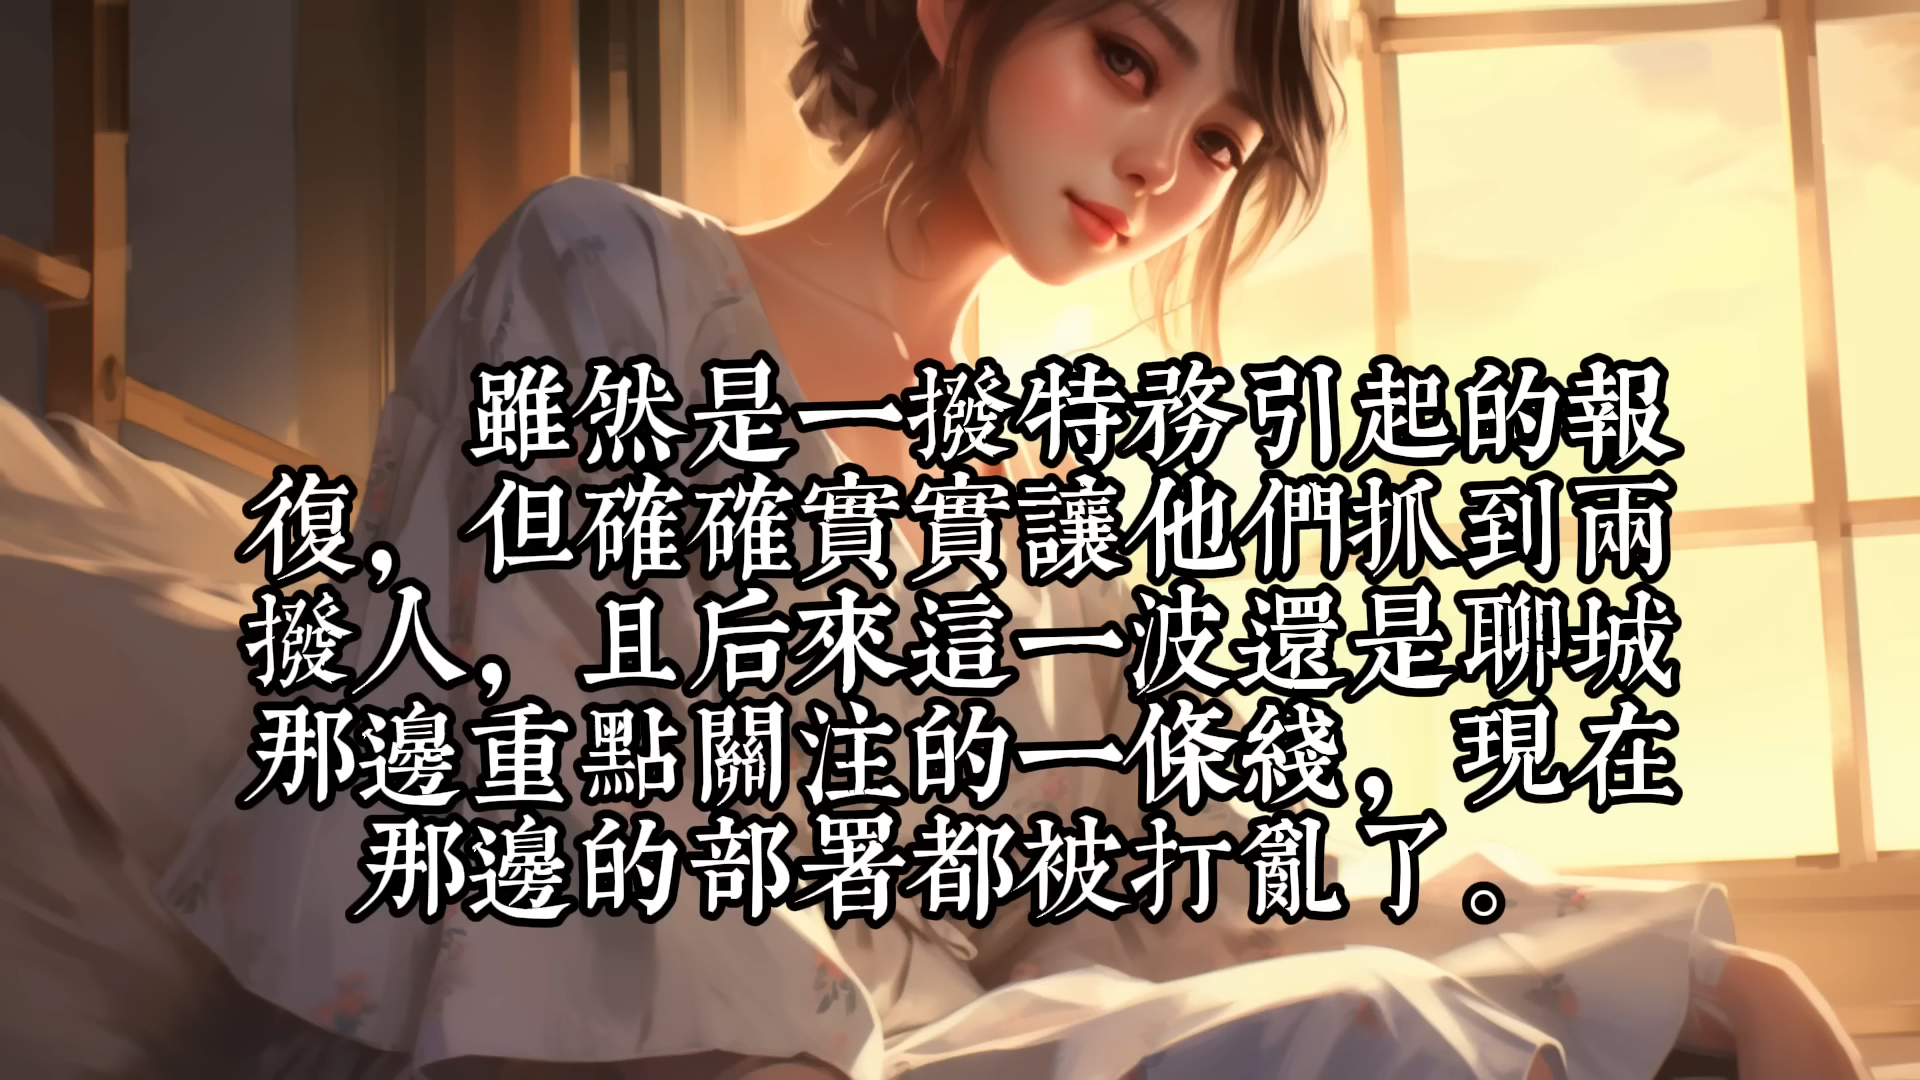 雖然是一撥特務引起的報
復，但確確實實讓他們抓到兩
撥人，且后來這一波還是聊城
那邊重點關注的一條綫，現在
那邊的部署都被打亂了。